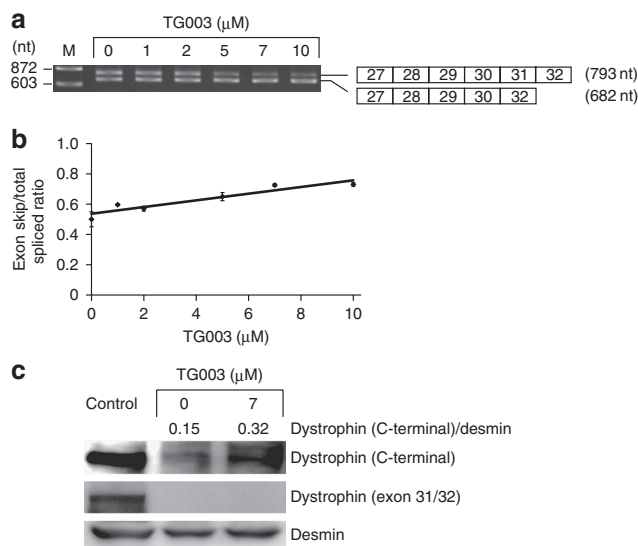 a
TG003 (μM)
(nt) M 0 1 2 5 7 10
872
603
27 28 29 30 31 32 (793 nt)
27 28 29 30 32 (682 nt)
b
Exon skip/total
spliced ratio
1.0
0.8
0.6
0.4
0.2
0
0 2 4 6 8 10
TG003 (μM)
c
TG003 (μM)
Control 0 7
0.15 0.32 Dystrophin (C-terminal)/desmin
Dystrophin (C-terminal)
Dystrophin (exon 31/32)
Desmin